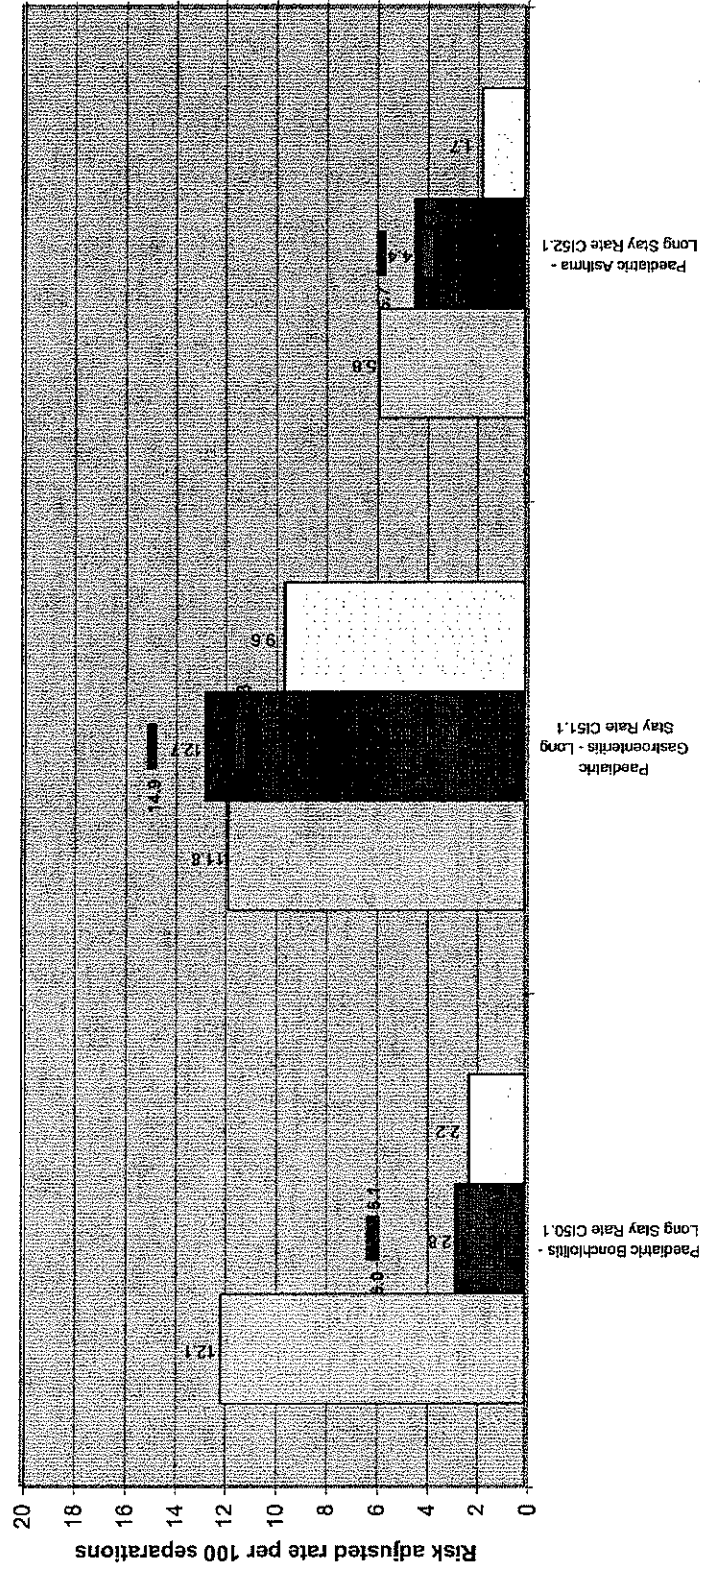 Risk adjusted rate per 100 separations
20
18
16
14
12
10
8
6
4
2
0
12.1
2.8
2.2
6.1
11.8
12.7
14.9
9.6
5.8
4.4
1.7
Paediatric Bonchiolitis -
Long Stay Rate CI50.1
Paediatric
Gastroenteritis - Long
Stay Rate CI51.1
Paediatric Asthma -
Long Stay Rate CI52.1